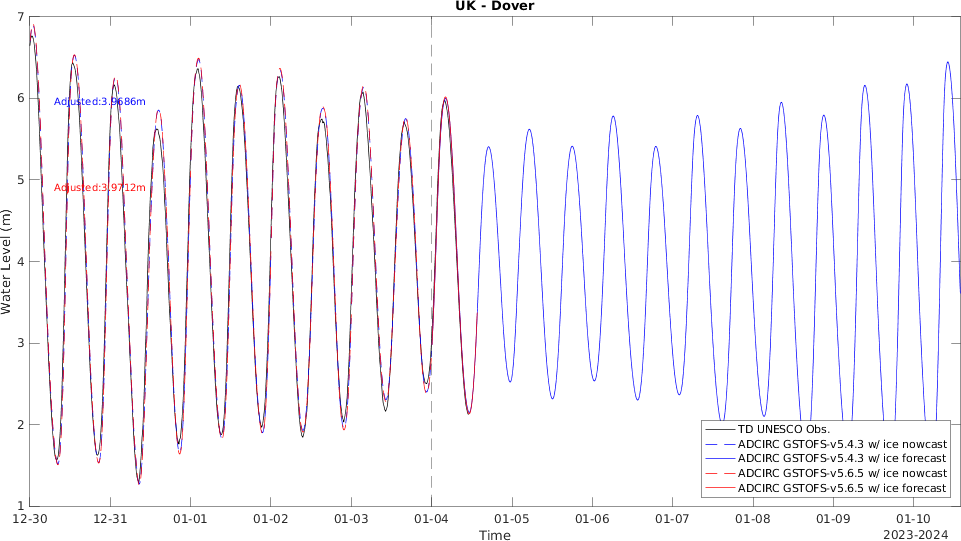 UK - Dover
7
6
5
4
3
2
1
Water Level (m)
Adjusted:3.9686m
Adjusted:3.9712m
TD UNESCO Obs.
ADCIRC GSTOFS-v5.4.3 w/ ice nowcast
ADCIRC GSTOFS-v5.4.3 w/ ice forecast
ADCIRC GSTOFS-v5.6.5 w/ ice nowcast
ADCIRC GSTOFS-v5.6.5 w/ ice forecast
12-30 12-31 01-01 01-02 01-03 01-04 01-05 01-06 01-07 01-08 01-09 01-10
Time
2023-2024